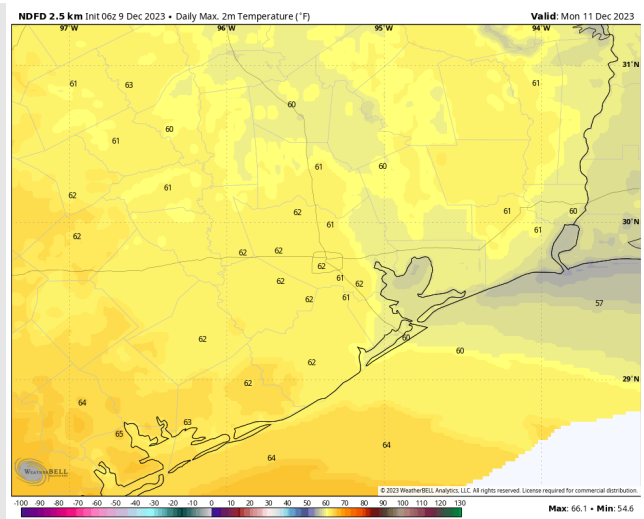 NDFD 2.5 km Init 06z 9 Dec 2023 • Daily Max. 2m Temperature (°F)
Valid: Mon 11 Dec 2023
97°W 96°W 95°W 94°W
31°N
61 63 61
60
60
61
61 60
61
62 60
62 61
61
30°N
61
62
62 62
62
61
62 62
62 61
57
62 60
60
62
29°N
62
64
63
65
64 64
WEATHERBELL
© 2023 WeatherBELL Analytics, LLC. All rights reserved. License required for commercial distribution.
-100 -90 -80 -70 -60 -50 -40 -30 -20 -10 0 10 20 30 40 50 60 70 80 90 100 110 120 130
Max: 66.1 • Min: 54.6